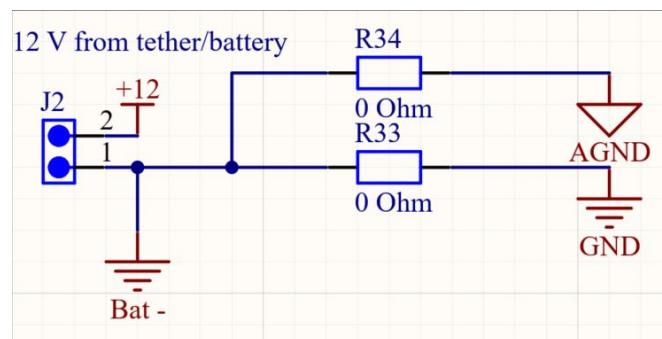 12 V from tether/battery
R34
+12
J2
0 Ohm
2
R33
AGND
1
0 Ohm
GND
Bat -